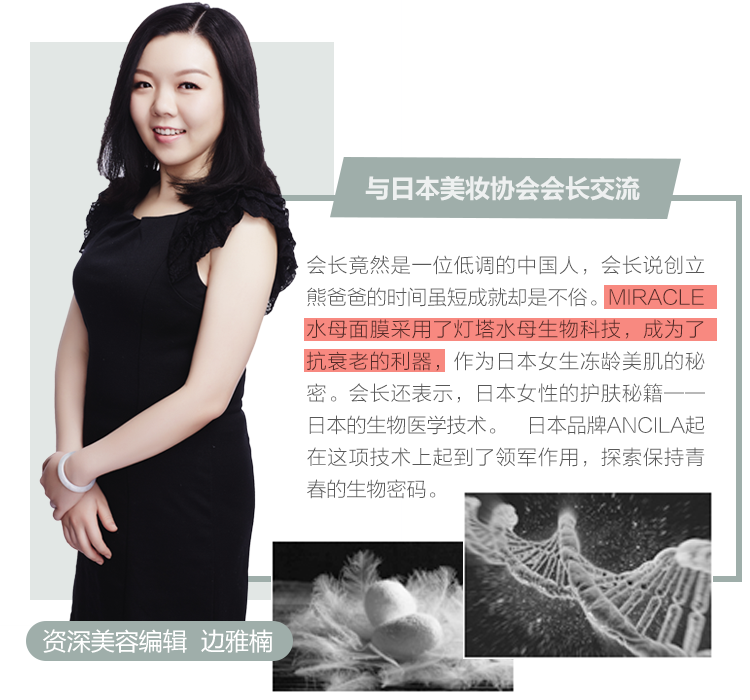 与日本美妆协会会长交流
会长竟然是一位低调的中国人，会长说创立
熊爸爸的时间虽短成就却是不俗。MIRACLE
水母面膜采用了灯塔水母生物科技，成为了
抗衰老的利器，作为日本女生冻龄美肌的秘
密。会长还表示，日本女性的护肤秘籍——
日本的生物医学技术。 日本品牌ANCILA起
在这项技术上起到了领军作用，探索保持青
春的生物密码。
资深美容编辑 边雅楠